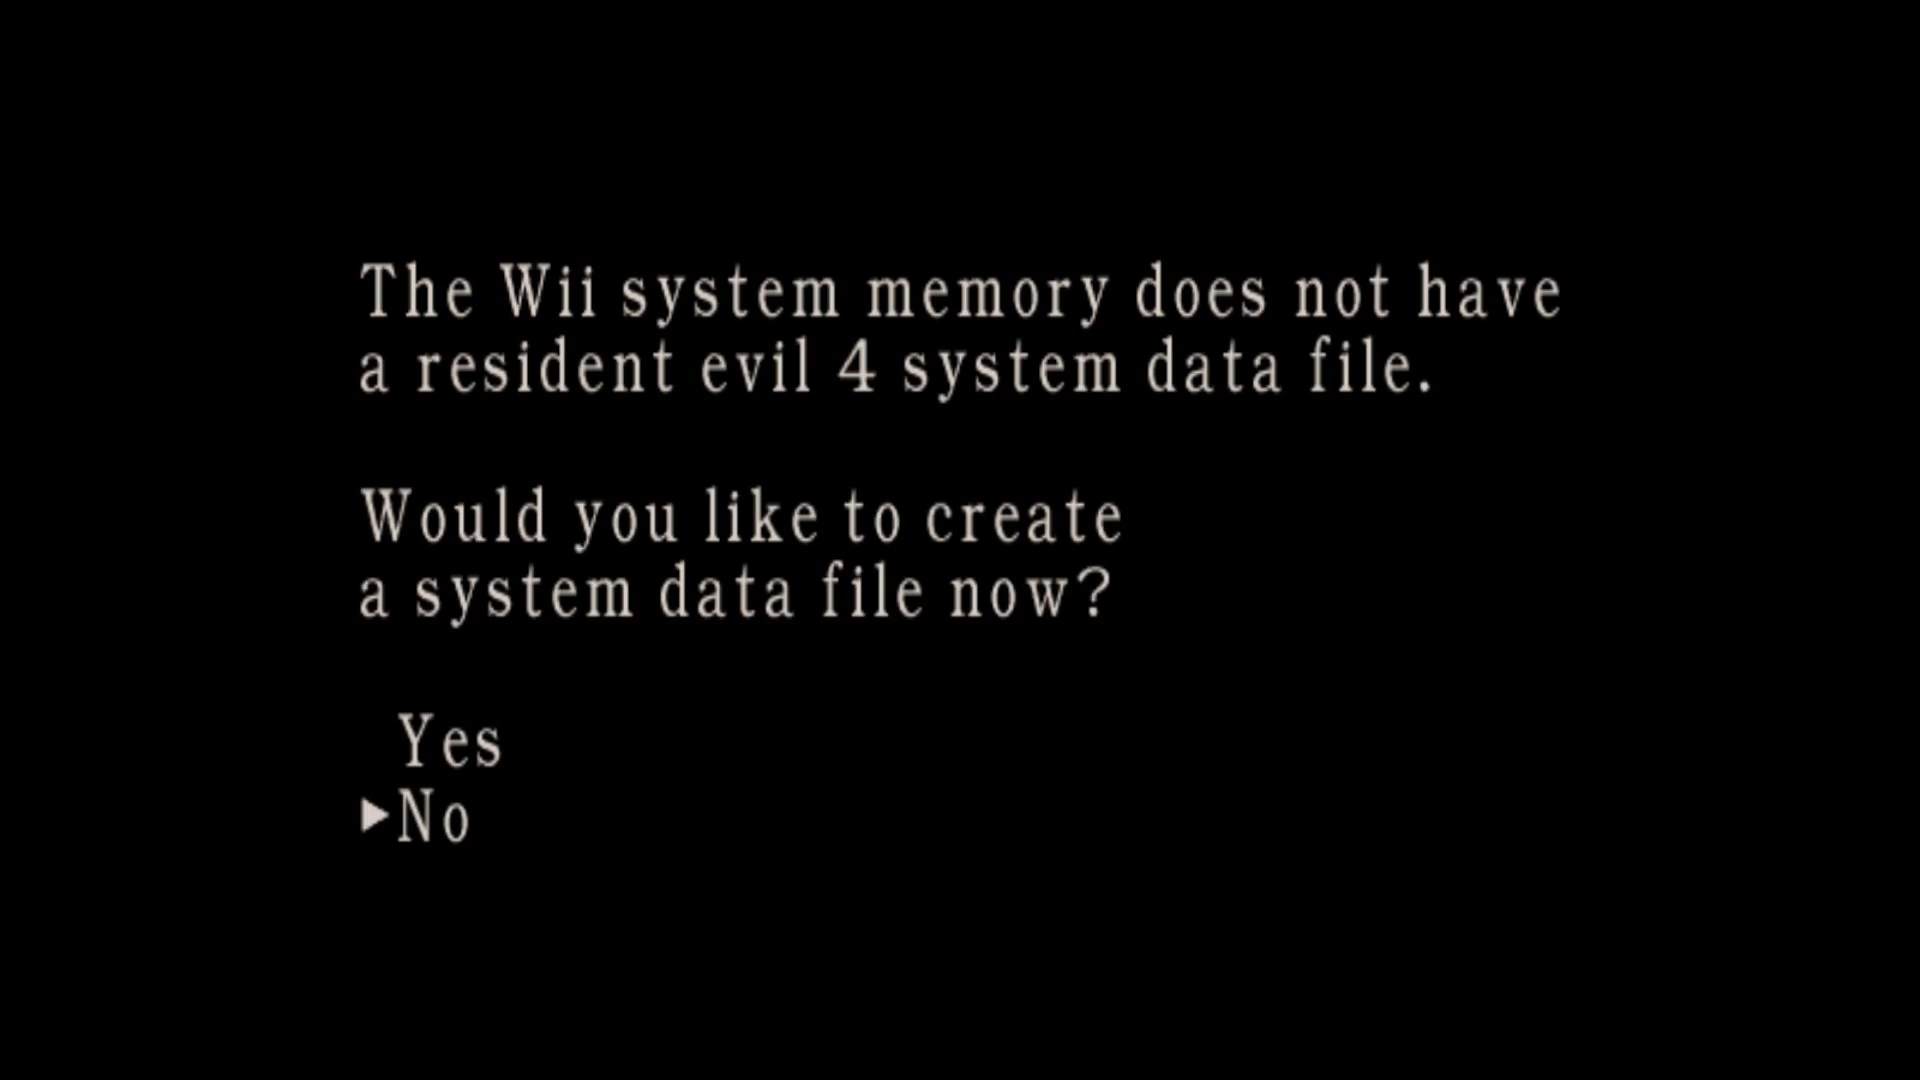 The Wii system memory does not have
a resident evil 4 system data file.
Would you like to create
a system data file now?
Yes
▶No